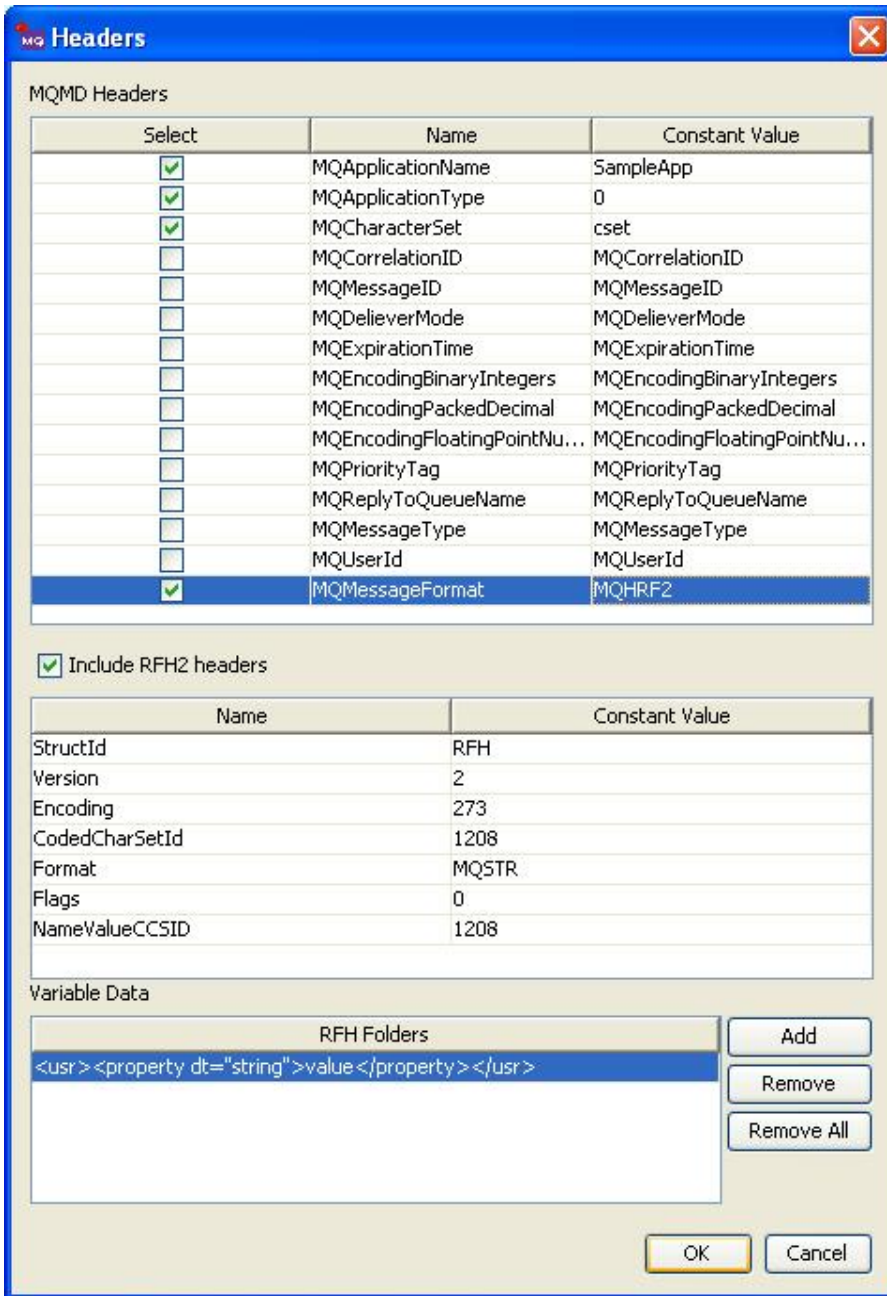 MQ Headers
MQMD Headers
Select Name Constant Value
MQApplicationName SampleApp
MQApplicationType 0
MQCharacterSet cset
MQCorrelationID MQCorrelationID
MQMessageID MQMessageID
MQDelieverMode MQDelieverMode
MQExpirationTime MQExpirationTime
MQEncodingBinaryIntegers MQEncodingBinaryIntegers
MQEncodingPackedDecimal MQEncodingPackedDecimal
MQEncodingFloatingPointNu... MQEncodingFloatingPointNu...
MQPriorityTag MQPriorityTag
MQReplyToQueueName MQReplyToQueueName
MQMessageType MQMessageType
MQUserId MQUserId
MQMessageFormat MQHRF2
Include RFH2 headers
Name Constant Value
StructId RFH
Version 2
Encoding 273
CodedCharSetId 1208
Format MQSTR
Flags 0
NameValueCCSID 1208
Variable Data
RFH Folders Add
<usr><property dt="string">value</property></usr>
Remove
Remove All
OK Cancel